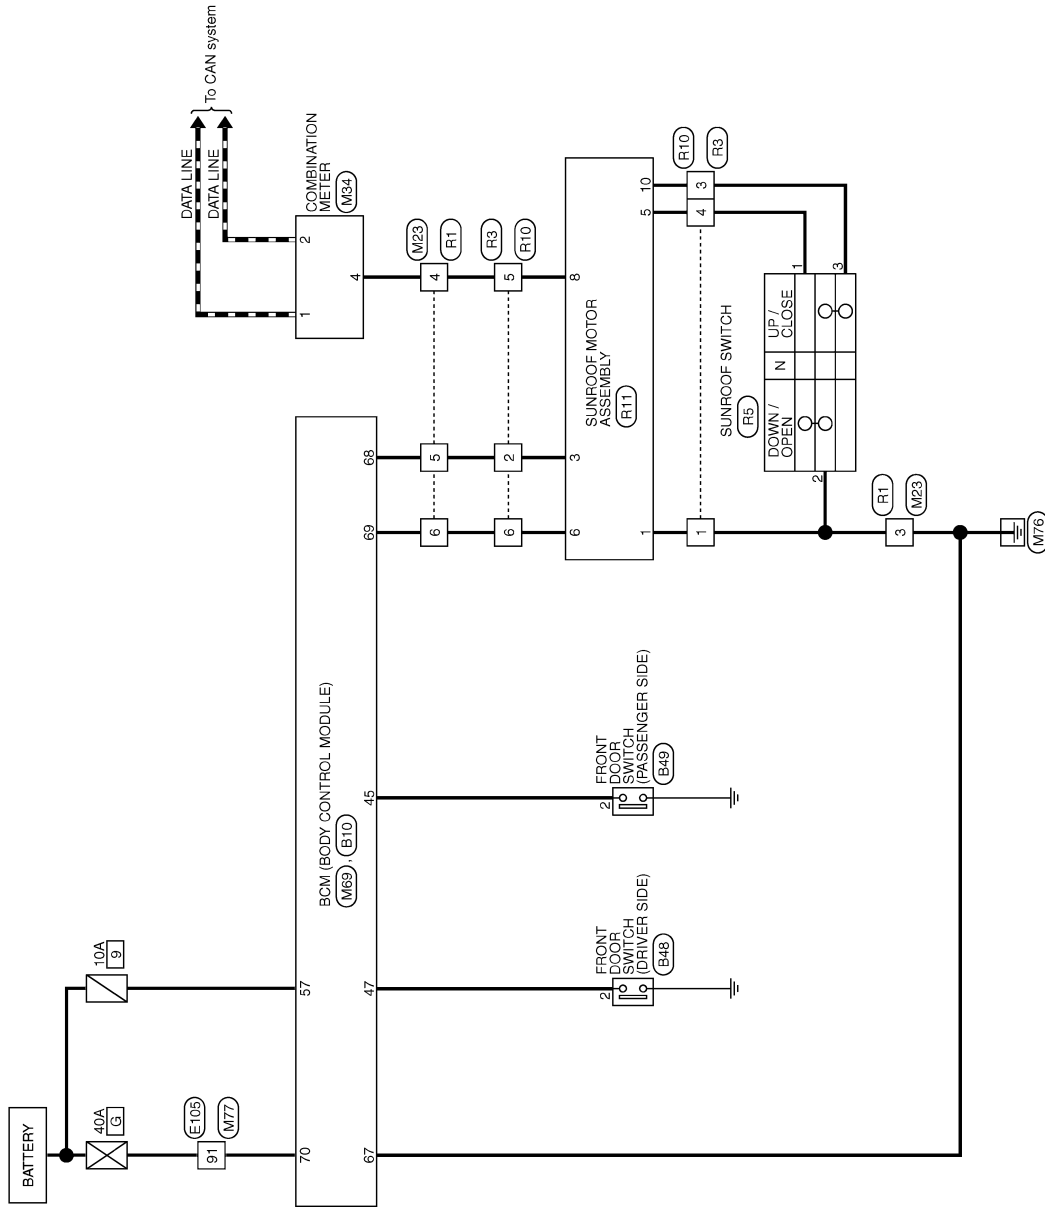 BATTERY
40A
G
10A
9
E105
M77
91
DATA LINE
DATA LINE
To CAN system
70
57
1
2
BCM (BODY CONTROL MODULE)
M69 , B10
COMBINATION
METER
M34
67
47
45
69
68
4
M23
R1
6
5
4
R3
R10
6
2
5
FRONT
DOOR
SWITCH
(DRIVER SIDE)
B48
2
FRONT
DOOR
SWITCH
(PASSENGER SIDE)
B49
2
6
3
8
SUNROOF MOTOR
ASSEMBLY
R11
1
5
10
R10
R3
1
4
3
SUNROOF SWITCH
R5
DOWN /
OPEN
N
UP /
CLOSE
1
2
3
R1
M23
3
M76